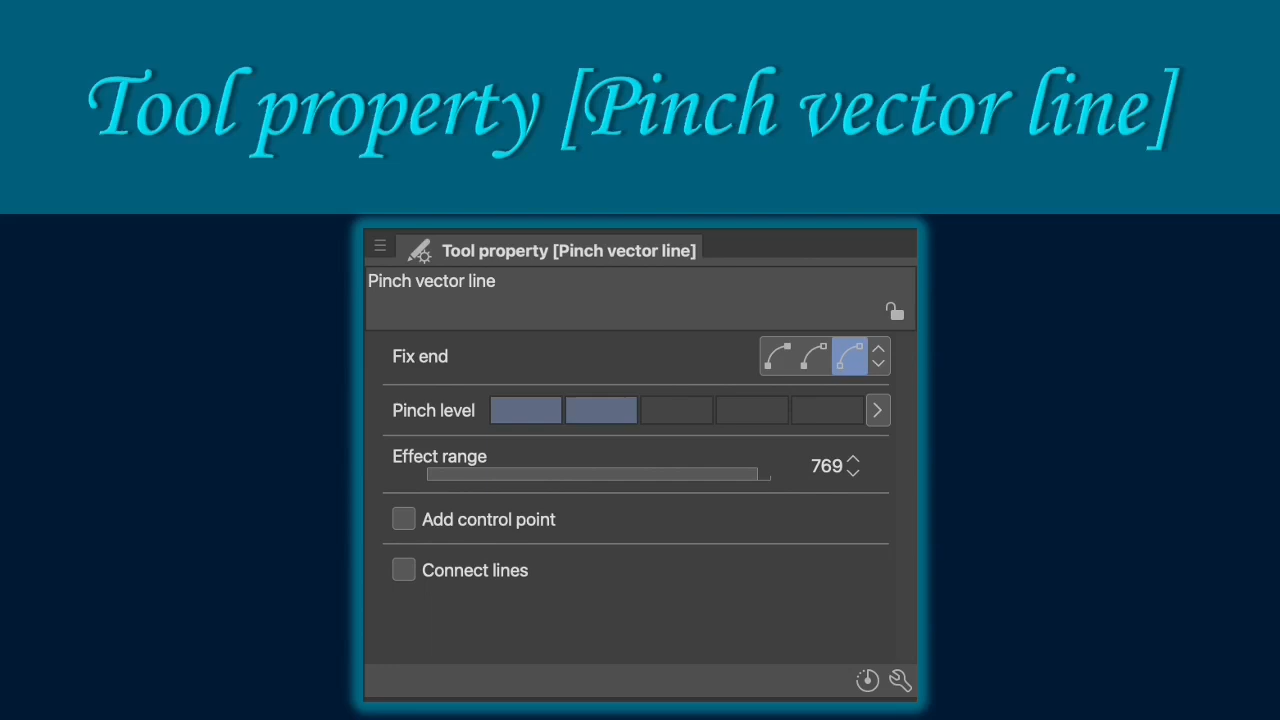 Tool property [Pinch vector line]
Tool property [Pinch vector line]
Pinch vector line
Fix end
Pinch level
Effect range
769
Add control point
Connect lines